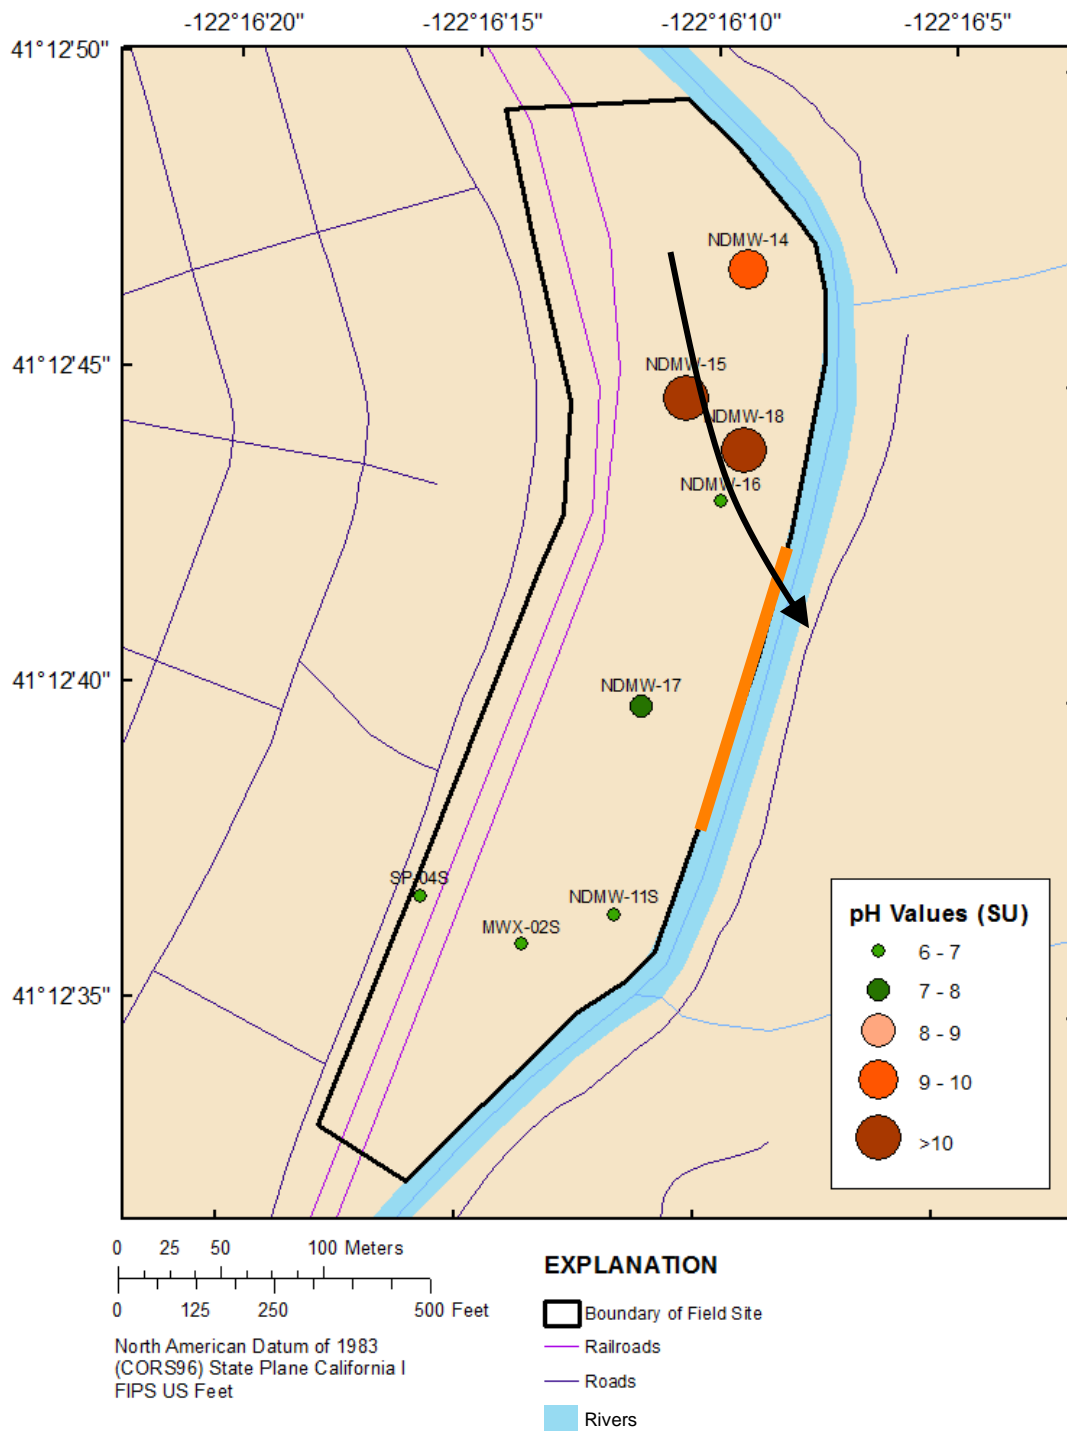 -122°16'20" -122°16'15" -122°16'10" -122°16'5"
41°12'50"
NDMW-14
41°12'45"
NDMW-15
NDMW-18
NDMW-16
41°12'40"
NDMW-17
SP-04S
NDMW-11S
MWX-02S
41°12'35"
pH Values (SU)
6 - 7
7 - 8
8 - 9
9 - 10
>10
0 25 50 100 Meters
0 125 250 500 Feet
North American Datum of 1983
(CORS96) State Plane California I
FIPS US Feet
EXPLANATION
Boundary of Field Site
Railroads
Roads
Rivers